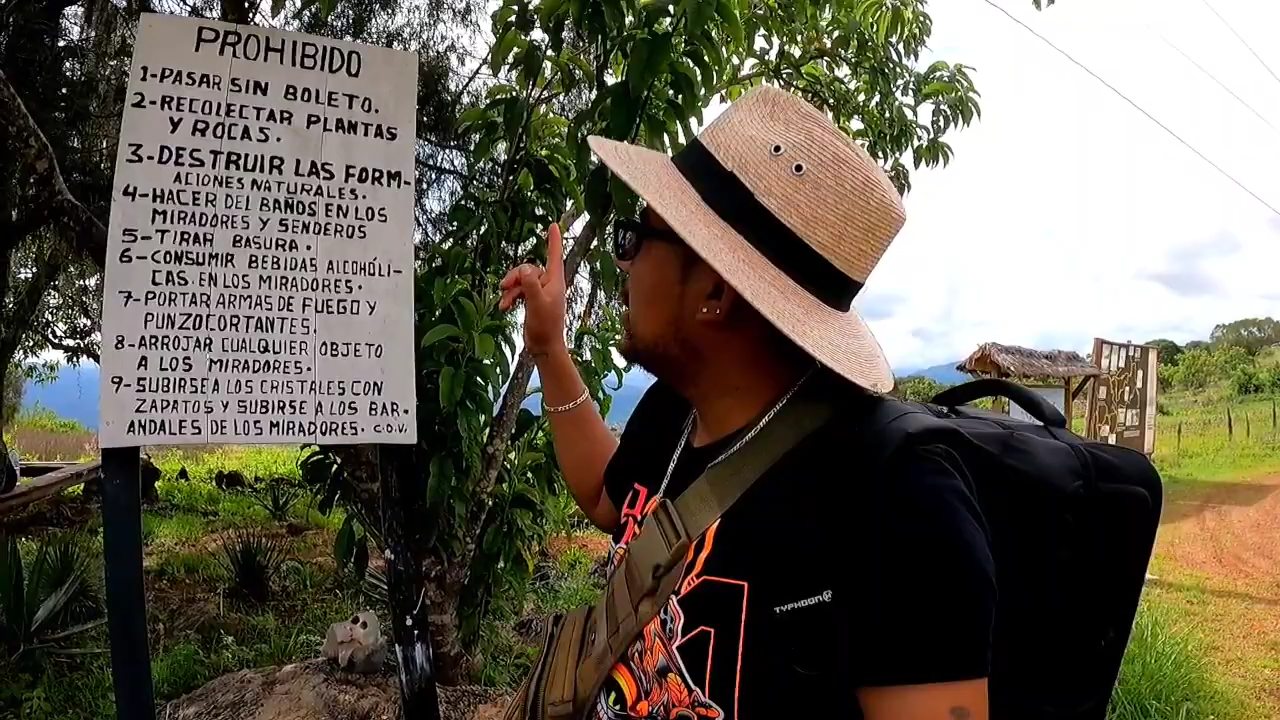 PROHIBIDO
1-PASAR SIN BOLETO.
2-RECOLECTAR PLANTAS
Y ROCAS.
3-DESTRUIR LAS FORM-
ACIONES NATURALES.
4-HACER DEL BAÑOS EN LOS
MIRADORES Y SENDEROS
5-TIRAR BASURA.
6-CONSUMIR BEBIDAS ALCOHÓLI-
CAS. EN LOS MIRADORES.
7-PORTAR ARMAS DE FUEGO Y
PUNZOCORTANTES.
8-ARROJAR CUALQUIER OBJETO
A LOS MIRADORES.
9-SUBIRSE A LOS CRISTALES CON
ZAPATOS Y SUBIRSE A LOS BAR-
ANDALES DE LOS MIRADORES. C.D.V.
TYPHOON